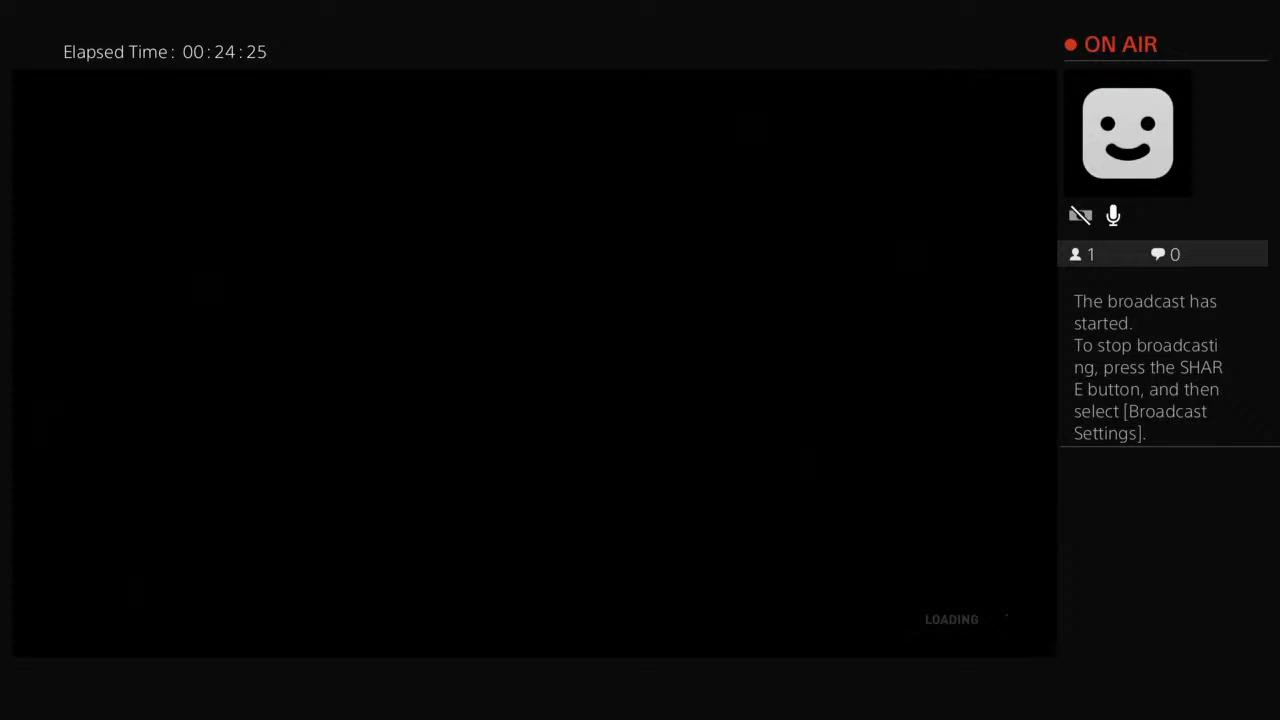 Elapsed Time: 00:24:25
ON AIR
1 0
The broadcast has
started.
To stop broadcasti
ng, press the SHAR
E button, and then
select [Broadcast
Settings].
LOADING